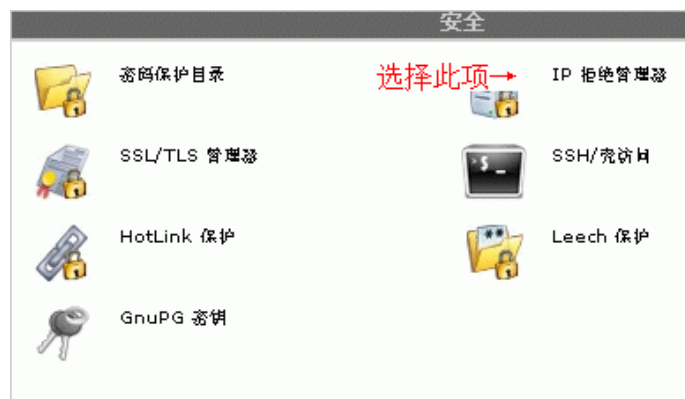 安全
密码保护目录
选择此项→ IP 拒绝管理器
SSL/TLS 管理器
SSH/壳访问
HotLink 保护
Leech 保护
GnuPG 密钥